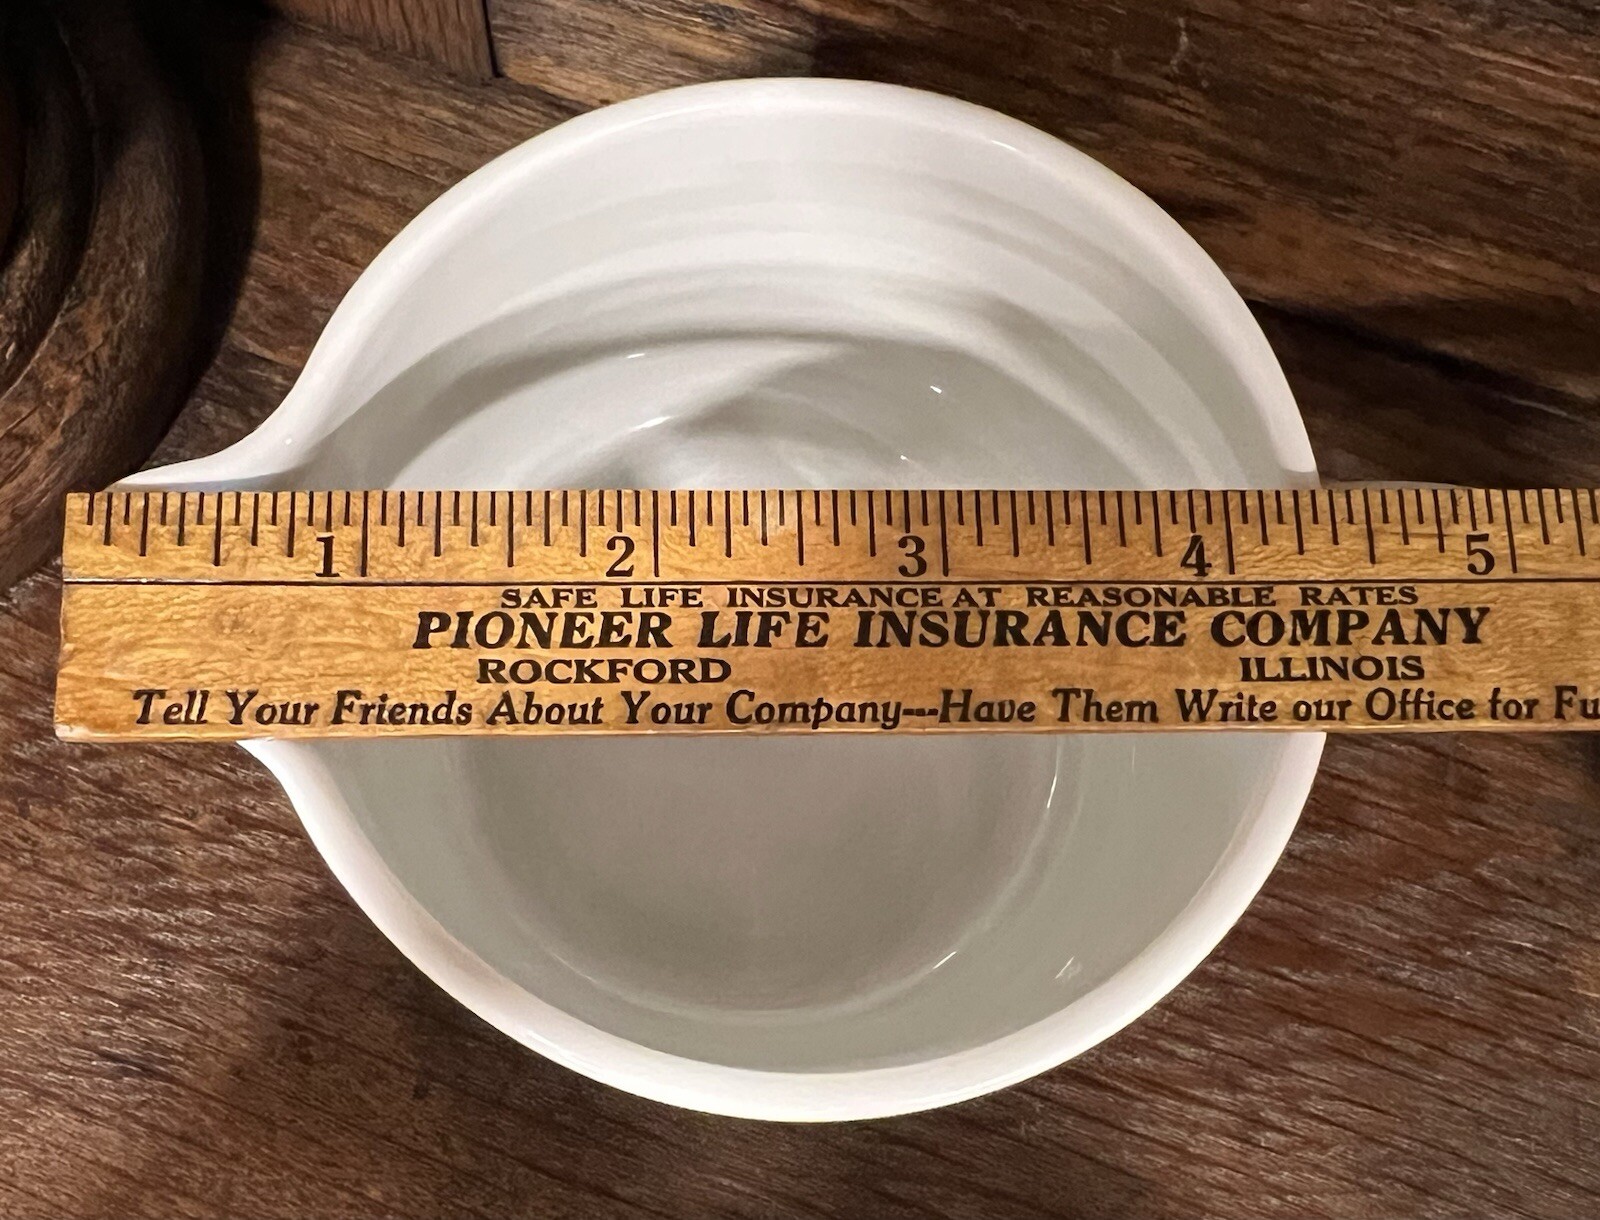 1 2 3 4 5
SAFE LIFE INSURANCE AT REASONABLE RATES
PIONEER LIFE INSURANCE COMPANY
ROCKFORD ILLINOIS
Tell Your Friends About Your Company---Have Them Write our Office for Fu